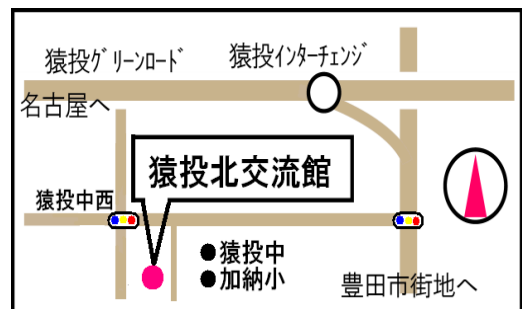 猿投グリーンロード
猿投インターチェンジ
名古屋へ
猿投北交流館
猿投中西
●猿投中
●加納小
豊田市街地へ